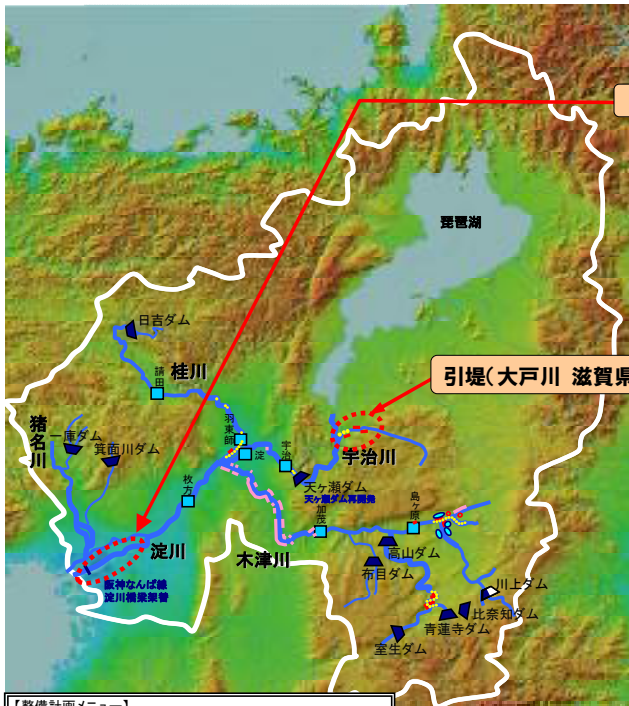 琵琶湖
日吉ダム
請田
桂川
引堤(大戸川 滋賀県
猪名川
一庫ダム
箕面川ダム
羽束師
淀
宇治
宇治川
天ヶ瀬ダム
天ヶ瀬ダム再開発
枚方
加茂
島ヶ原
淀川
木津川
阪神なんば線
淀川橋梁架替
高山ダム
布目ダム
川上ダム
比奈知ダム
青蓮寺ダム
室生ダム
【整備計画メニュー】